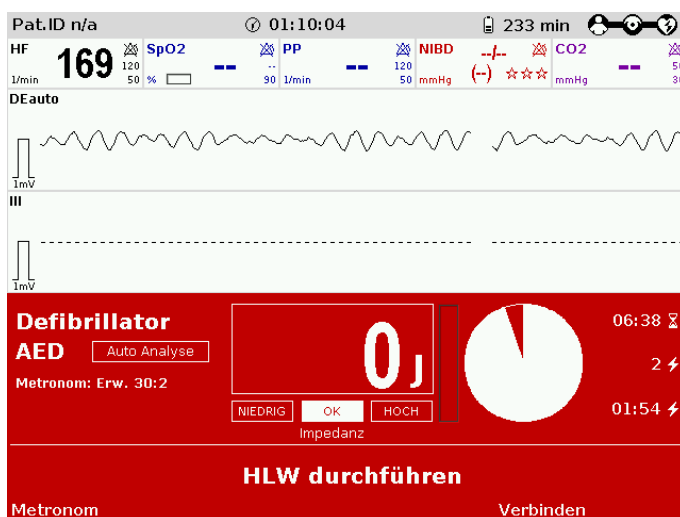 Pat.ID n/a 01:10:04 233 min
HF SpO2 PP NIBD --/-- CO2
169 120 -- -- -- 120 (--) ☆☆☆ --
1/min 50 % 90 1/min 50 mmHg mmHg
DEauto
1mV
III
1mV
Defibrillator
AED Auto Analyse
Metronom: Erw. 30:2
0 J
NIEDRIG OK HOCH
Impedanz
06:38
2
01:54
HLW durchführen
Metronom Verbinden